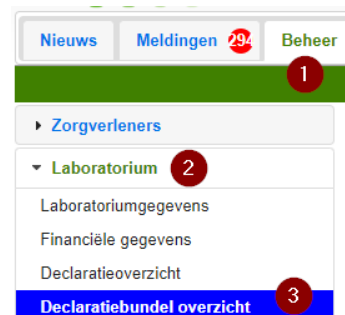 Nieuws Meldingen 294 Beheer
1
Zorgverleners
Laboratorium 2
Laboratoriumgegevens
Financiële gegevens
Declaratieoverzicht
Declaratiebundel overzicht 3